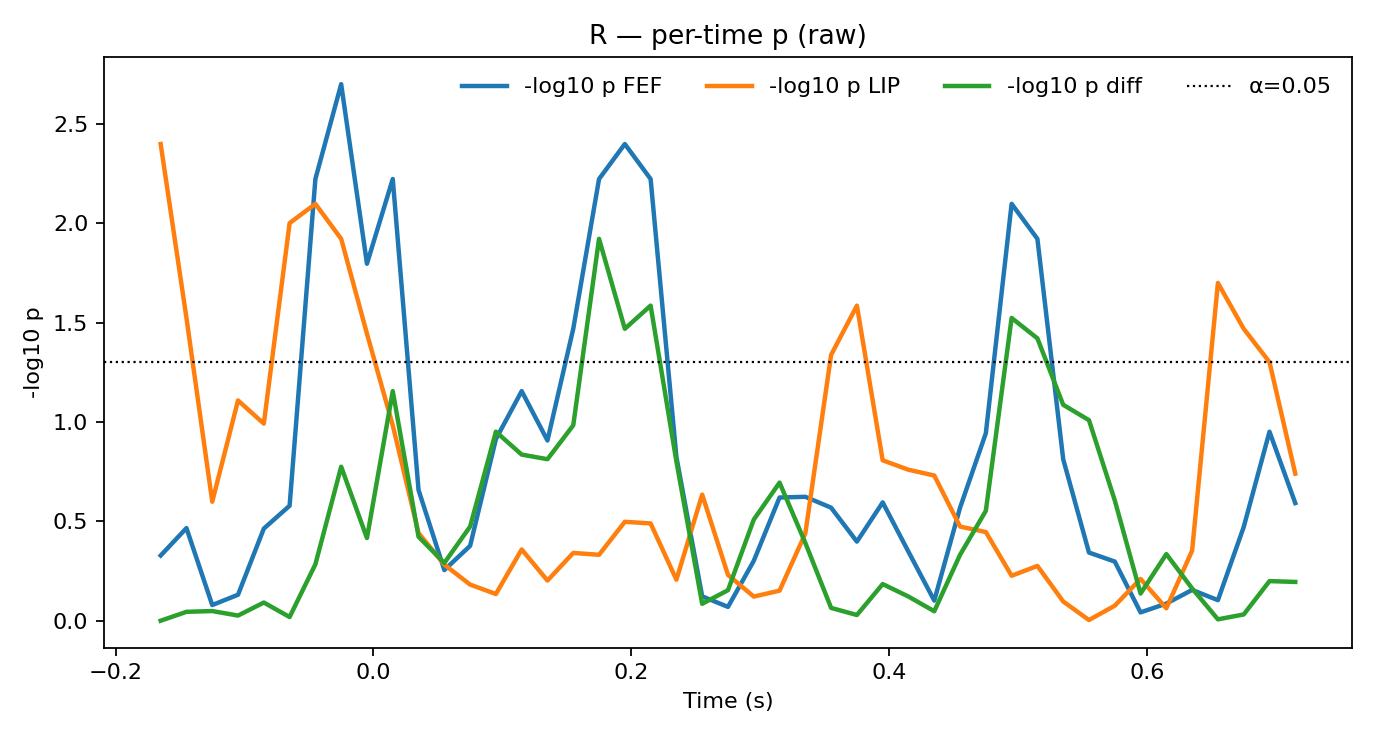 R — per-time p (raw)
-log10 p FEF
-log10 p LIP
-log10 p diff
α=0.05
-log10 p
2.5
2.0
1.5
1.0
0.5
0.0
−0.2
0.0
0.2
0.4
0.6
Time (s)